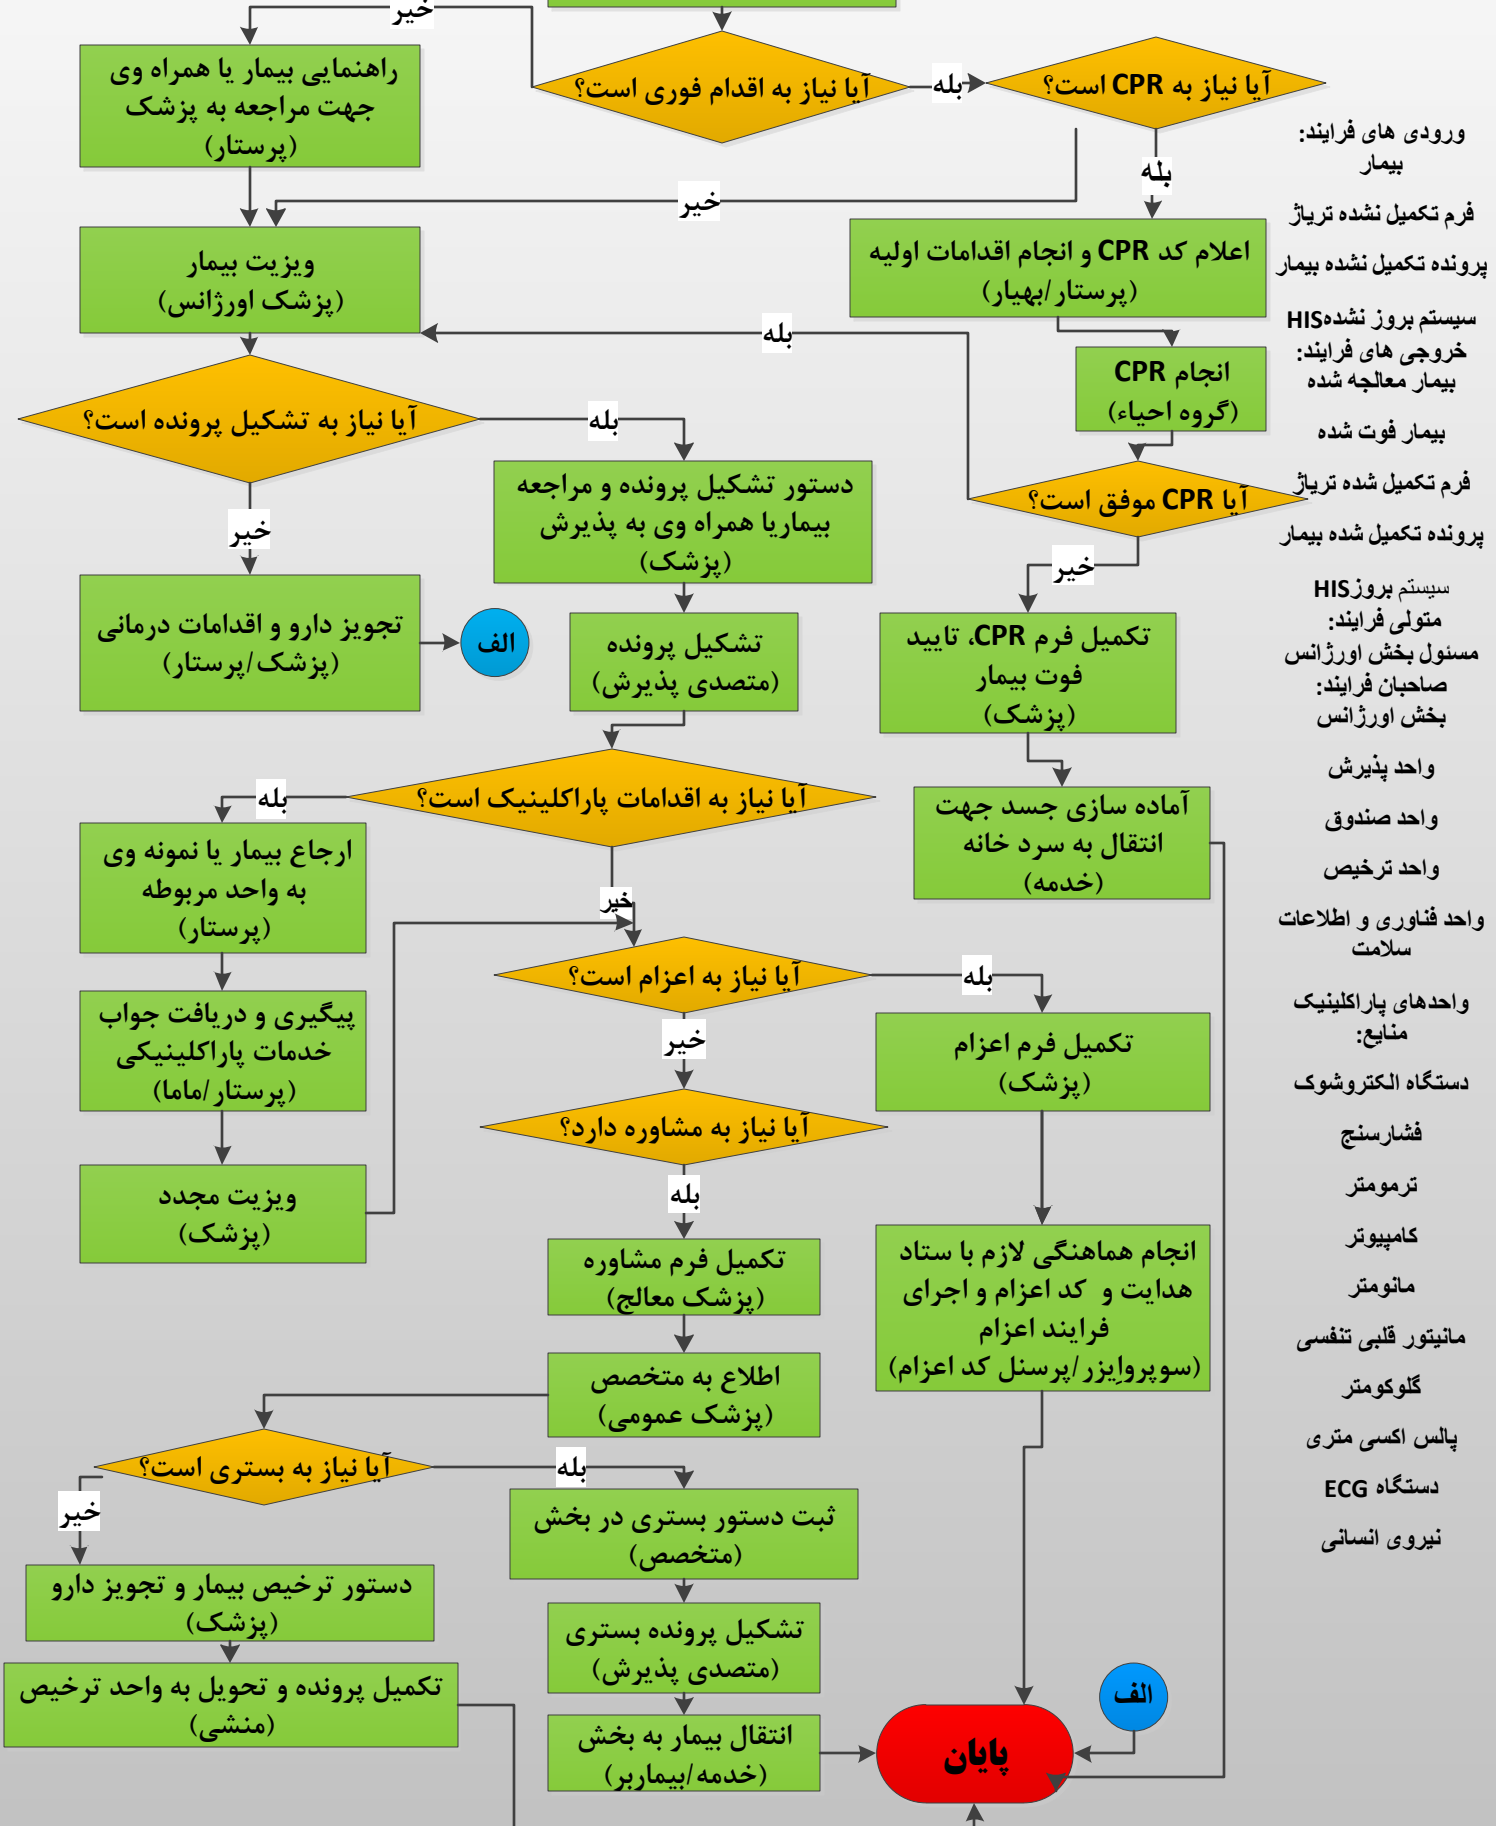 خیر
آیا نیاز به اقدام فوری است؟
بله
آیا نیاز به CPR است؟
راهنمایی بیمار یا همراه وی
جهت مراجعه به پزشک
(پرستار)
خیر
بله
ویزیت بیمار
(پزشک اورژانس)
اعلام کد CPR و انجام اقدامات اولیه
(پرستار/بهیار)
بله
انجام CPR
(گروه احیاء)
آیا نیاز به تشکیل پرونده است؟
بله
دستور تشکیل پرونده و مراجعه
بیماریا همراه وی به پذیرش
(پزشک)
آیا CPR موفق است؟
خیر
خیر
تجویز دارو و اقدامات درمانی
(پزشک/پرستار)
الف
تشکیل پرونده
(متصدی پذیرش)
تکمیل فرم CPR، تایید
فوت بیمار
(پزشک)
آیا نیاز به اقدامات پاراکلینیک است؟
بله
آماده سازی جسد جهت
انتقال به سرد خانه
(خدمه)
ارجاع بیمار یا نمونه وی
به واحد مربوطه
(پرستار)
خیر
آیا نیاز به اعزام است؟
بله
پیگیری و دریافت جواب
خدمات پاراکلینیکی
(پرستار/ماما)
خیر
تکمیل فرم اعزام
(پزشک)
آیا نیاز به مشاوره دارد؟
ویزیت مجدد
(پزشک)
بله
تکمیل فرم مشاوره
(پزشک معالج)
انجام هماهنگی لازم با ستاد
هدایت و کد اعزام و اجرای
فرایند اعزام
(سوپروایزر/پرسنل کد اعزام)
اطلاع به متخصص
(پزشک عمومی)
آیا نیاز به بستری است؟
بله
خیر
ثبت دستور بستری در بخش
(متخصص)
دستور ترخیص بیمار و تجویز دارو
(پزشک)
تشکیل پرونده بستری
(متصدی پذیرش)
تکمیل پرونده و تحویل به واحد ترخیص
(منشی)
انتقال بیمار به بخش
(خدمه/بیماربر)
پایان
الف
ورودی های فرایند:
بیمار
فرم تکمیل نشده تریاژ
پرونده تکمیل نشده بیمار
سیستم بروز نشدهHIS
خروجی های فرایند:
بیمار معالجه شده
بیمار فوت شده
فرم تکمیل شده تریاژ
پرونده تکمیل شده بیمار
سیستم بروزHIS
متولی فرایند:
مسئول بخش اورژانس
صاحبان فرایند:
بخش اورژانس
واحد پذیرش
واحد صندوق
واحد ترخیص
واحد فناوری و اطلاعات
سلامت
واحدهای پاراکلینیک
منایع:
دستگاه الکتروشوک
فشارسنج
ترمومتر
کامپیوتر
مانومتر
مانیتور قلبی تنفسی
گلوکومتر
پالس اکسی متری
دستگاه ECG
نیروی انسانی